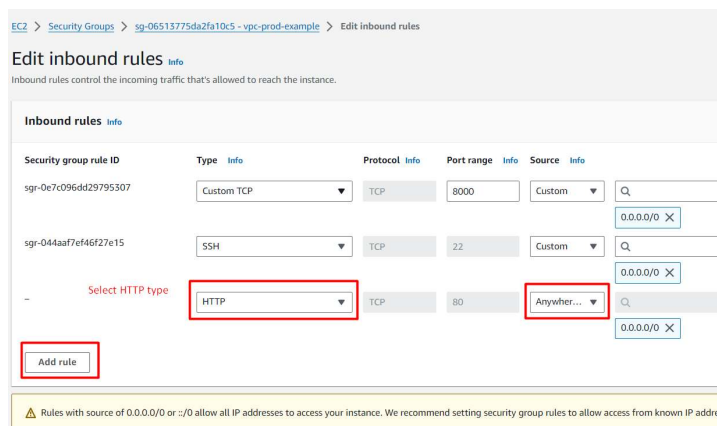 EC2 > Security Groups > sg-06513775da2fa10c5 - vpc-prod-example > Edit inbound rules
Edit inbound rules Info
Inbound rules control the incoming traffic that's allowed to reach the instance.
Inbound rules Info
Security group rule ID Type Info Protocol Info Port range Info Source Info
sgr-0e7c096dd29795307 Custom TCP TCP 8000 Custom
0.0.0.0/0
sgr-044aaf7ef46f27e15 SSH TCP 22 Custom
0.0.0.0/0
Select HTTP type
– HTTP TCP 80 Anywher...
0.0.0.0/0
Add rule
Rules with source of 0.0.0.0/0 or ::/0 allow all IP addresses to access your instance. We recommend setting security group rules to allow access from known IP addre